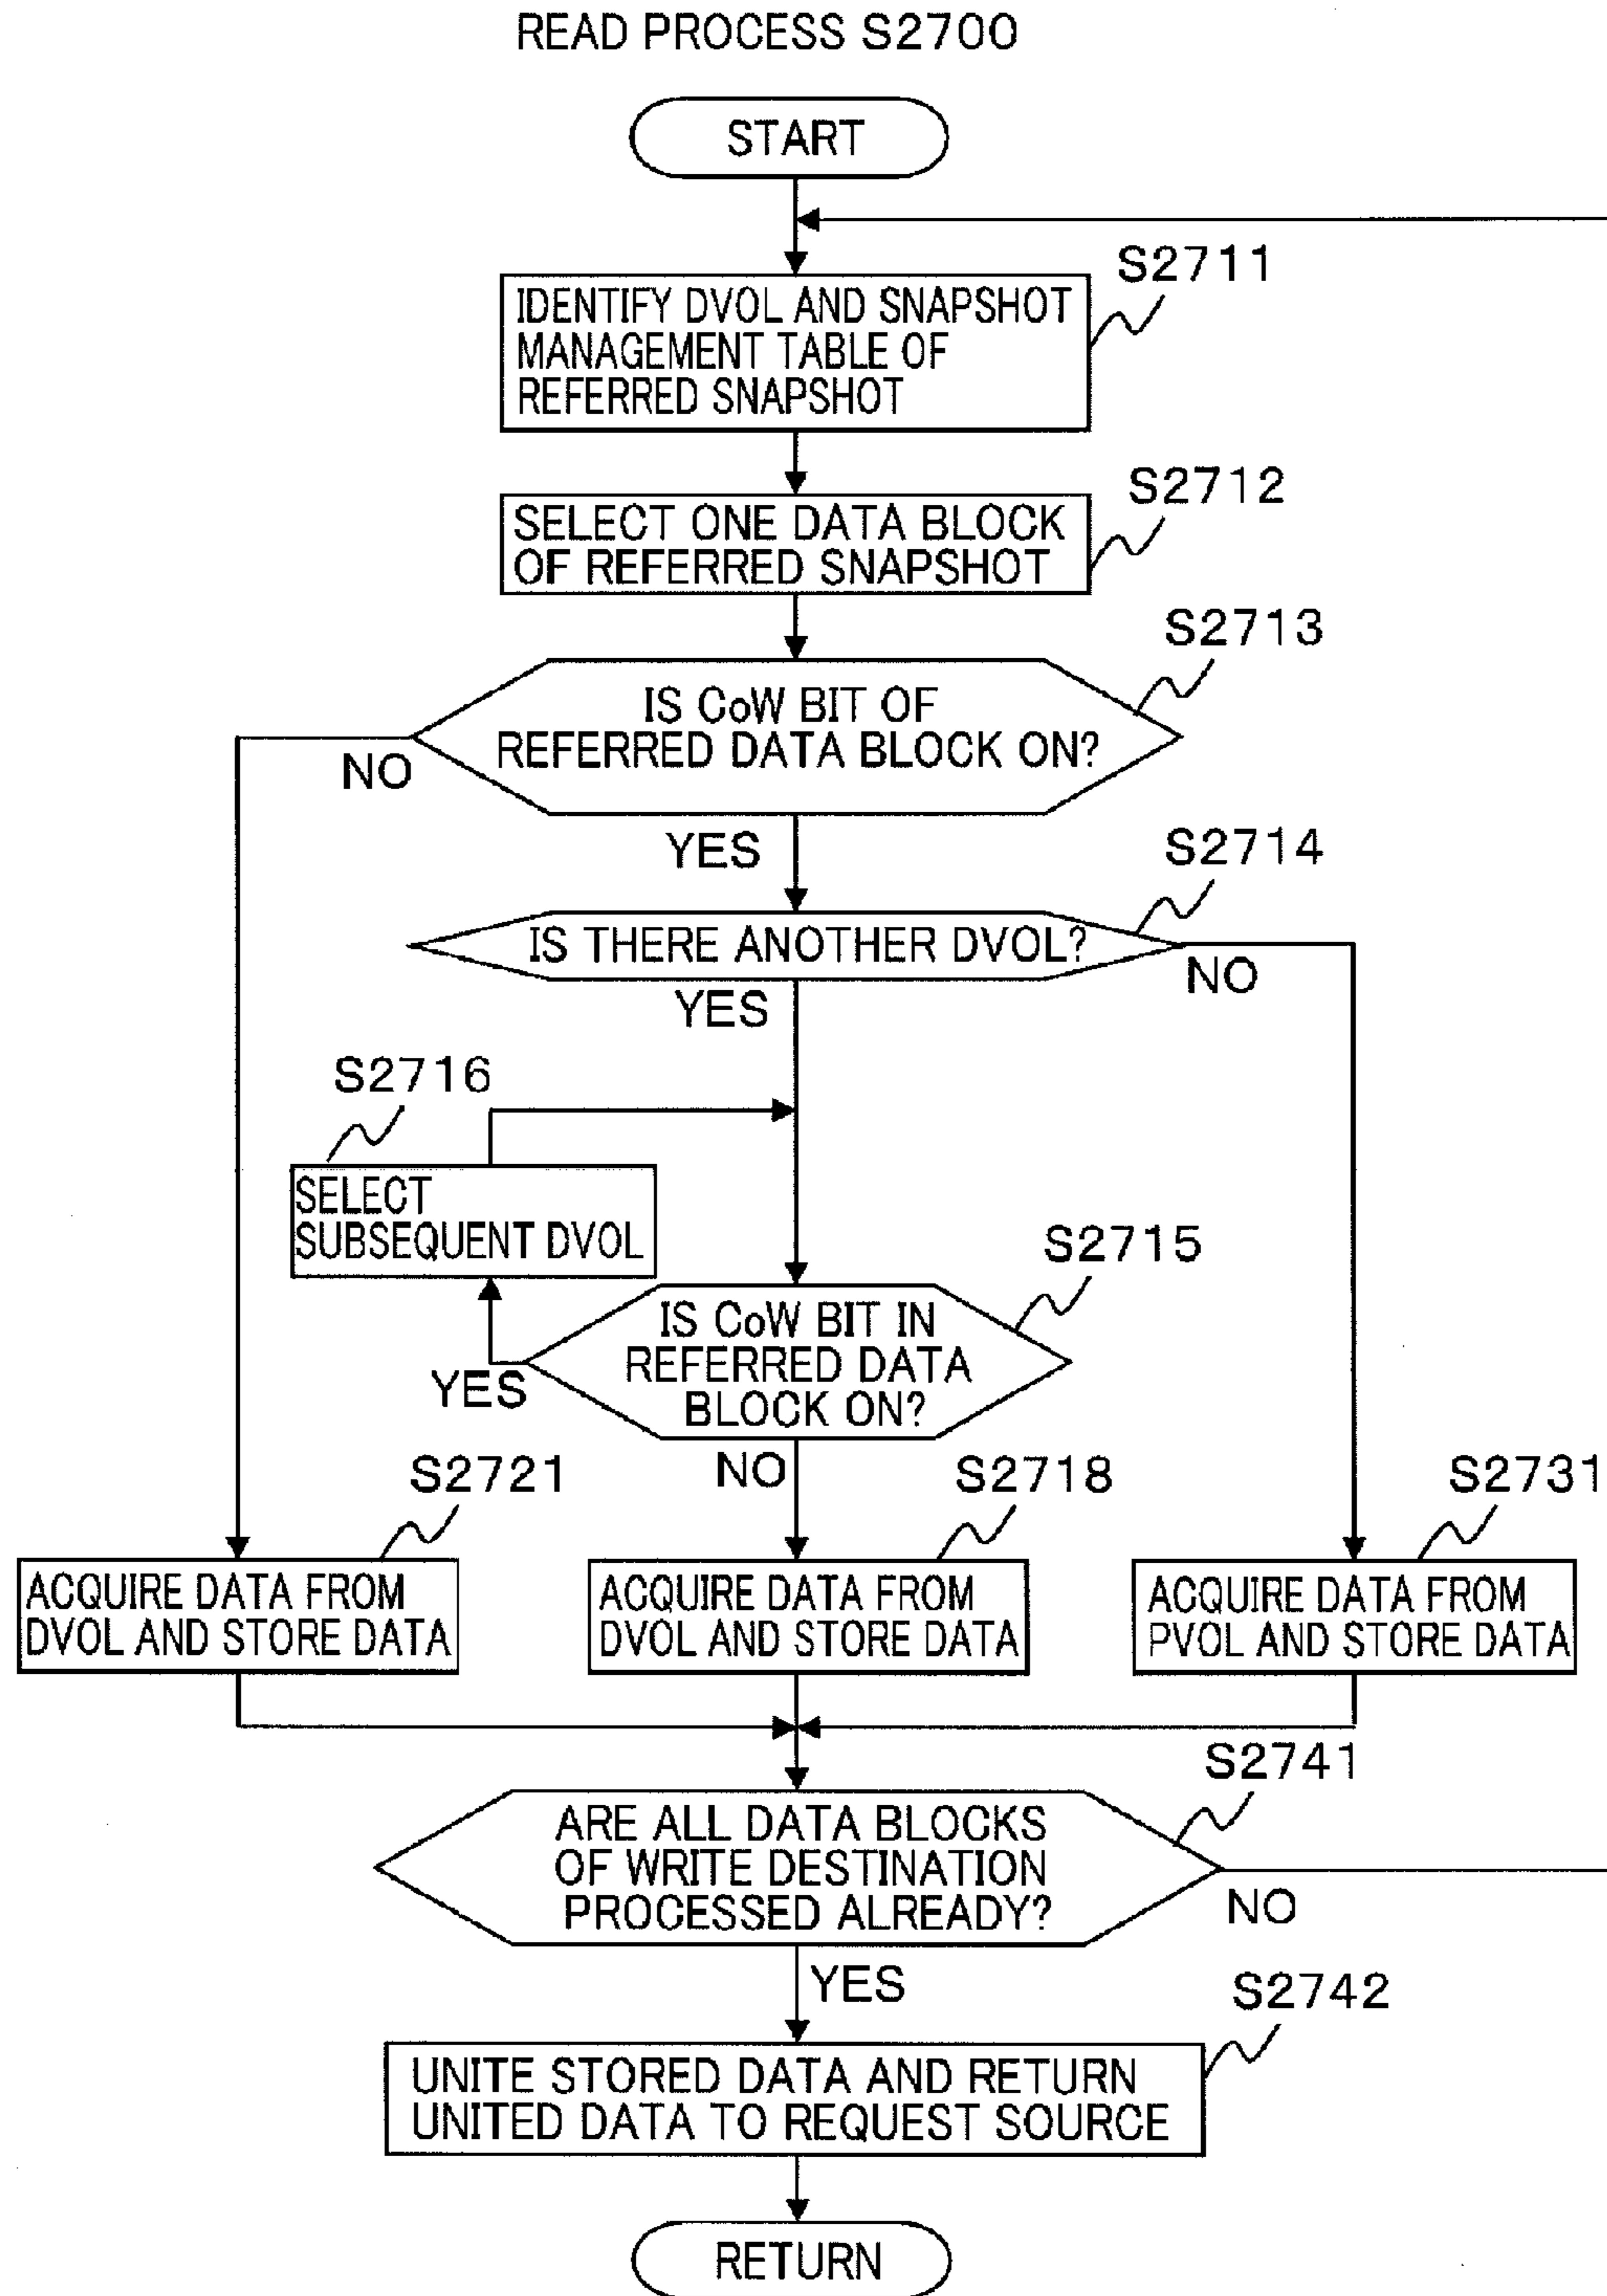 READ PROCESS S2700
START
S2711
IDENTIFY DVOL AND SNAPSHOT
MANAGEMENT TABLE OF
REFERRED SNAPSHOT
S2712
SELECT ONE DATA BLOCK
OF REFERRED SNAPSHOT
S2713
IS CoW BIT OF
REFERRED DATA BLOCK ON?
NO
YES
S2714
IS THERE ANOTHER DVOL?
NO
YES
S2716
SELECT
SUBSEQUENT DVOL
S2715
IS CoW BIT IN
REFERRED DATA
BLOCK ON?
YES
NO
S2721
S2718
S2731
ACQUIRE DATA FROM
DVOL AND STORE DATA
ACQUIRE DATA FROM
DVOL AND STORE DATA
ACQUIRE DATA FROM
PVOL AND STORE DATA
S2741
ARE ALL DATA BLOCKS
OF WRITE DESTINATION
PROCESSED ALREADY?
NO
YES
S2742
UNITE STORED DATA AND RETURN
UNITED DATA TO REQUEST SOURCE
RETURN